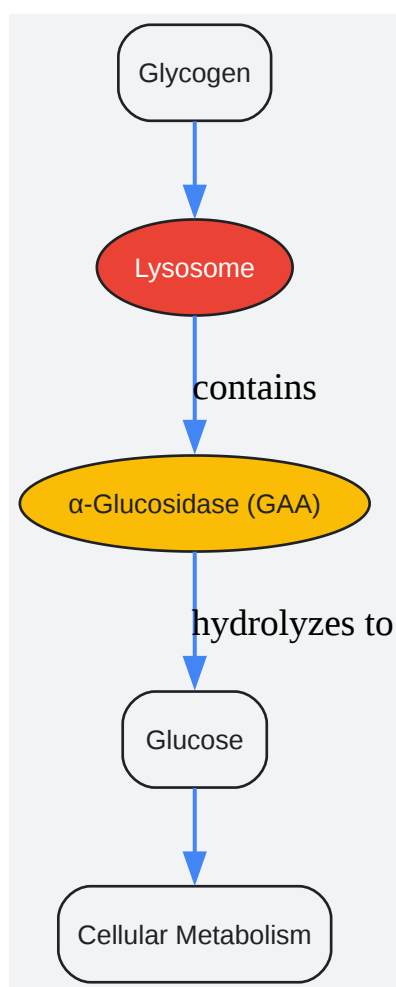 Glycogen
Lysosome
contains
α-Glucosidase (GAA)
hydrolyzes to
Glucose
Cellular Metabolism